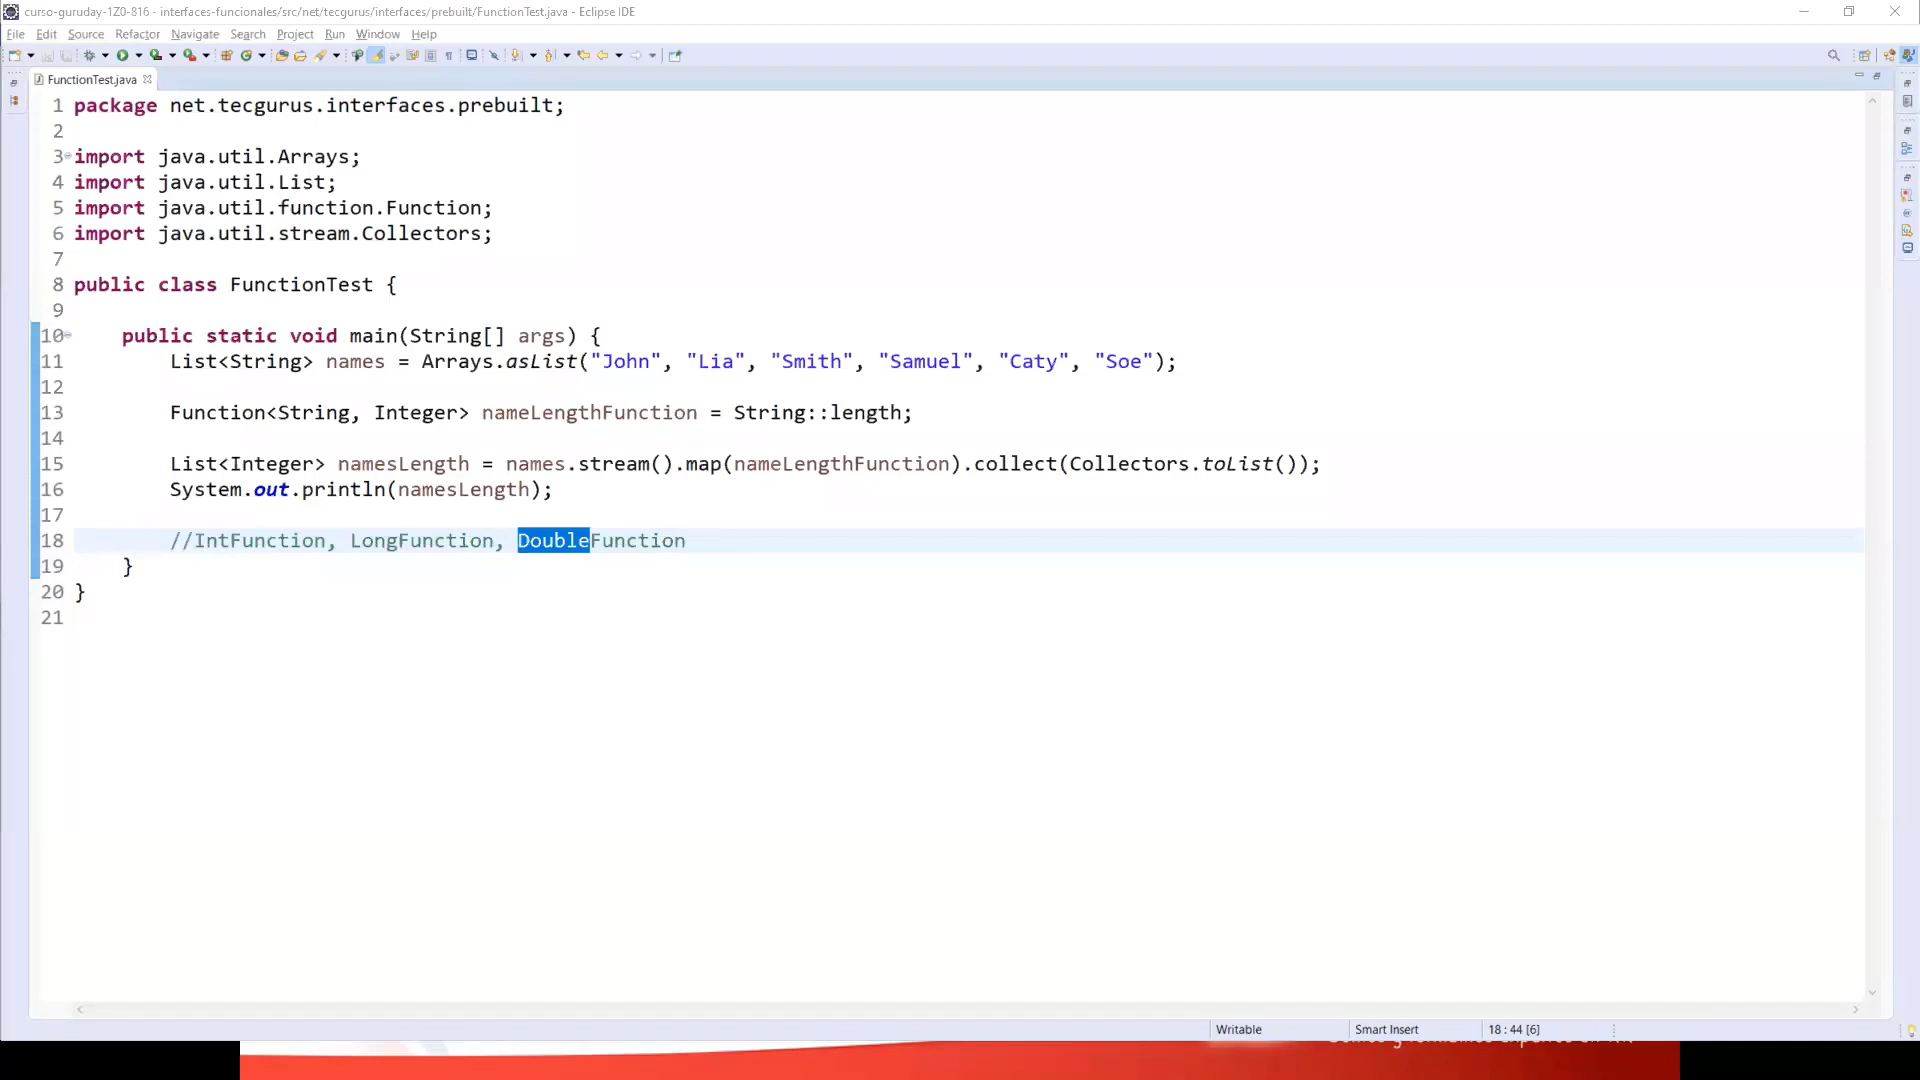 curso-guruday-1Z0-816 - interfaces-funcionales/src/net/tecgurus/interfaces/prebuilt/FunctionTest.java - Eclipse IDE
File Edit Source Refactor Navigate Search Project Run Window Help
FunctionTest.java
1 package net.tecgurus.interfaces.prebuilt;
2
3 import java.util.Arrays;
4 import java.util.List;
5 import java.util.function.Function;
6 import java.util.stream.Collectors;
7
8 public class FunctionTest {
9
10 public static void main(String[] args) {
11 List<String> names = Arrays.asList("John", "Lia", "Smith", "Samuel", "Caty", "Soe");
12
13 Function<String, Integer> nameLengthFunction = String::length;
14
15 List<Integer> namesLength = names.stream().map(nameLengthFunction).collect(Collectors.toList());
16 System.out.println(namesLength);
17
18 //IntFunction, LongFunction, DoubleFunction
19 }
20 }
21
Writable Smart Insert 18 : 44 [6]